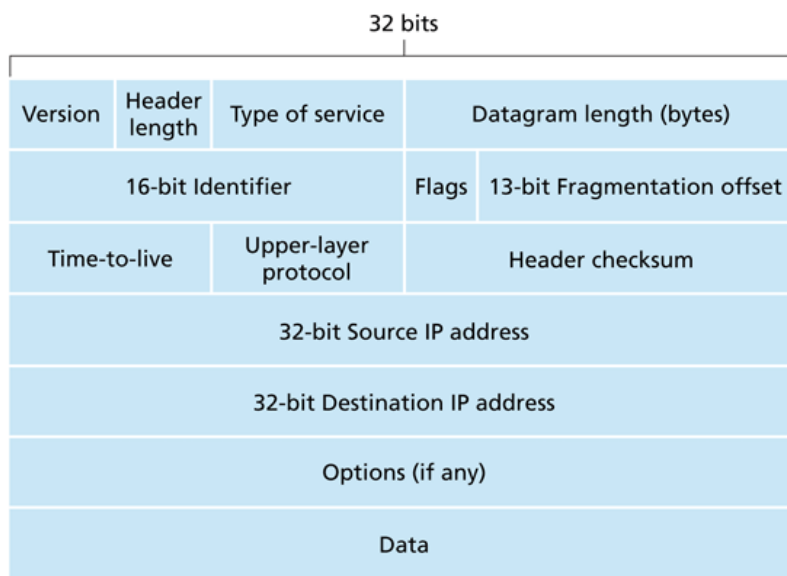 32 bits
Version
Header
length
Type of service
Datagram length (bytes)
16-bit Identifier
Flags
13-bit Fragmentation offset
Time-to-live
Upper-layer
protocol
Header checksum
32-bit Source IP address
32-bit Destination IP address
Options (if any)
Data